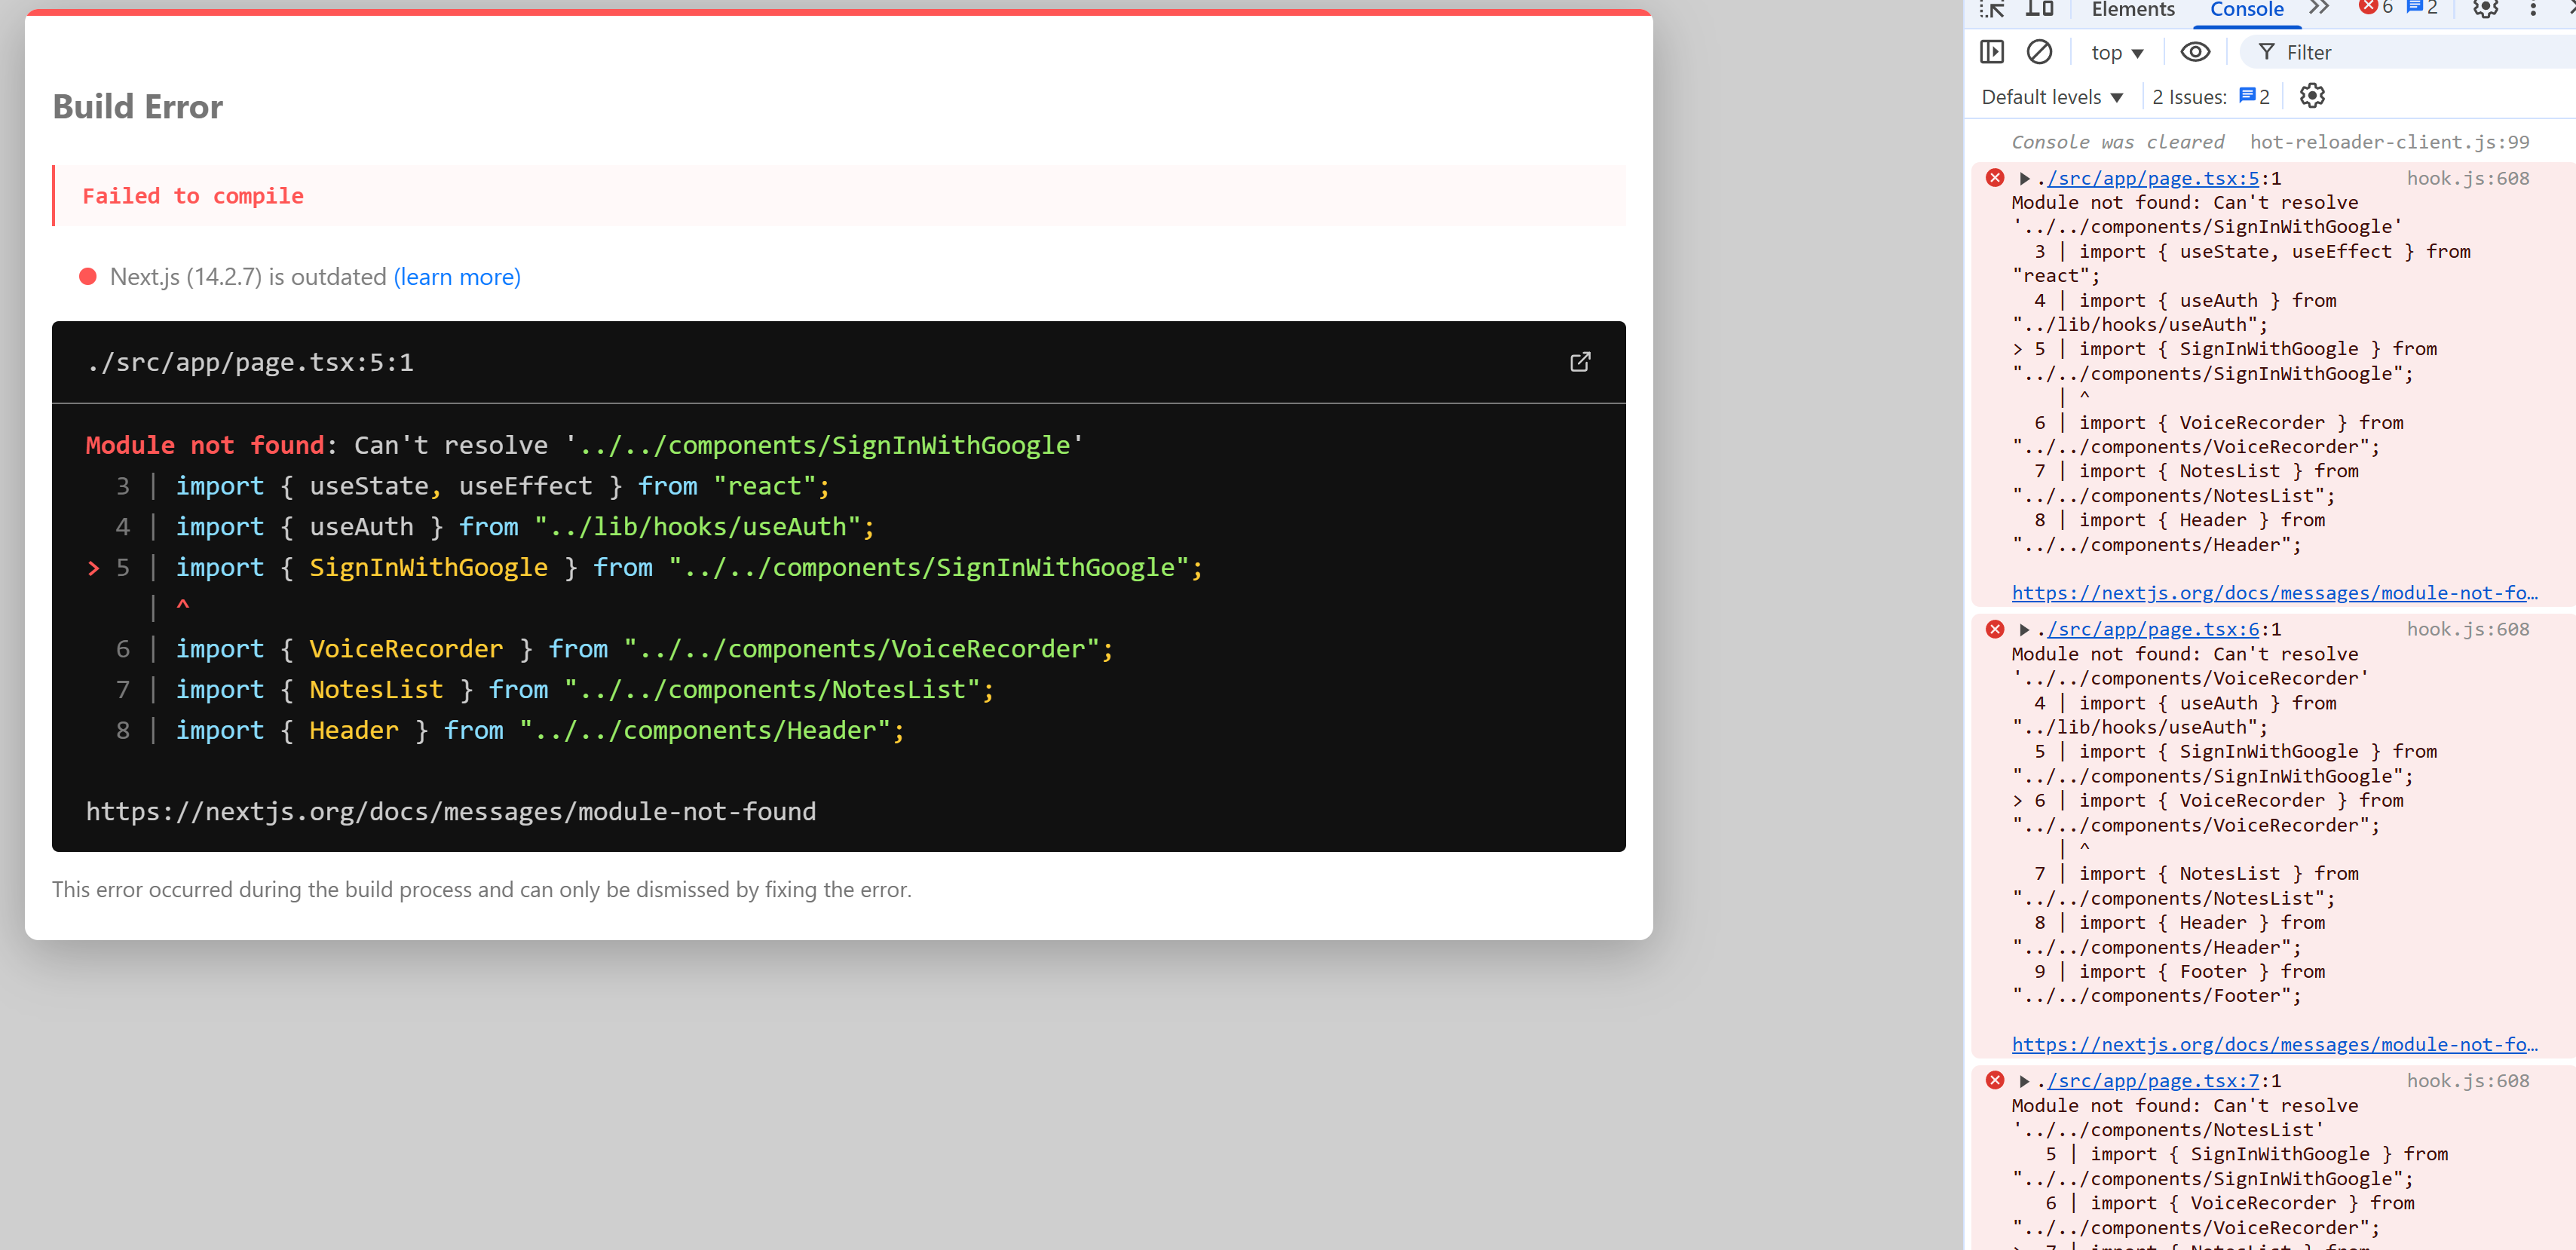 Build Error
Failed to compile
Next.js (14.2.7) is outdated (learn more)
./src/app/page.tsx:5:1
Module not found: Can't resolve '../../components/SignInWithGoogle'
3 | import { useState, useEffect } from "react";
4 | import { useAuth } from "../lib/hooks/useAuth";
> 5 | import { SignInWithGoogle } from "../../components/SignInWithGoogle";
| ^
6 | import { VoiceRecorder } from "../../components/VoiceRecorder";
7 | import { NotesList } from "../../components/NotesList";
8 | import { Header } from "../../components/Header";
https://nextjs.org/docs/messages/module-not-found
This error occurred during the build process and can only be dismissed by fixing the error.
Elements Console 6 2
top Filter
Default levels 2 Issues: 2
Console was cleared hot-reloader-client.js:99
./src/app/page.tsx:5:1 hook.js:608
Module not found: Can't resolve
'../../components/SignInWithGoogle'
3 | import { useState, useEffect } from
"react";
4 | import { useAuth } from
"../lib/hooks/useAuth";
> 5 | import { SignInWithGoogle } from
"../../components/SignInWithGoogle";
| ^
6 | import { VoiceRecorder } from
"../../components/VoiceRecorder";
7 | import { NotesList } from
"../../components/NotesList";
8 | import { Header } from
"../../components/Header";
https://nextjs.org/docs/messages/module-not-fo…
./src/app/page.tsx:6:1 hook.js:608
Module not found: Can't resolve
'../../components/VoiceRecorder'
4 | import { useAuth } from
"../lib/hooks/useAuth";
5 | import { SignInWithGoogle } from
"../../components/SignInWithGoogle";
> 6 | import { VoiceRecorder } from
"../../components/VoiceRecorder";
| ^
7 | import { NotesList } from
"../../components/NotesList";
8 | import { Header } from
"../../components/Header";
9 | import { Footer } from
"../../components/Footer";
https://nextjs.org/docs/messages/module-not-fo…
./src/app/page.tsx:7:1 hook.js:608
Module not found: Can't resolve
'../../components/NotesList'
5 | import { SignInWithGoogle } from
"../../components/SignInWithGoogle";
6 | import { VoiceRecorder } from
"../../components/VoiceRecorder";
> 7 | import { NotesList } from